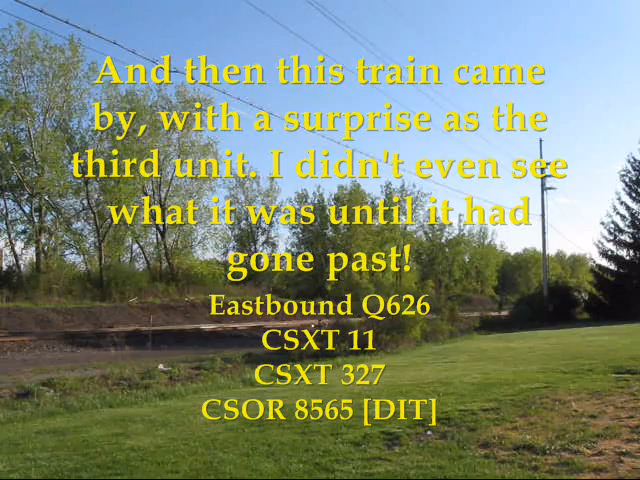 And then this train came
by, with a surprise as the
third unit. I didn't even see
what it was until it had
gone past!
Eastbound Q626
CSXT 11
CSXT 327
CSOR 8565 [DIT]